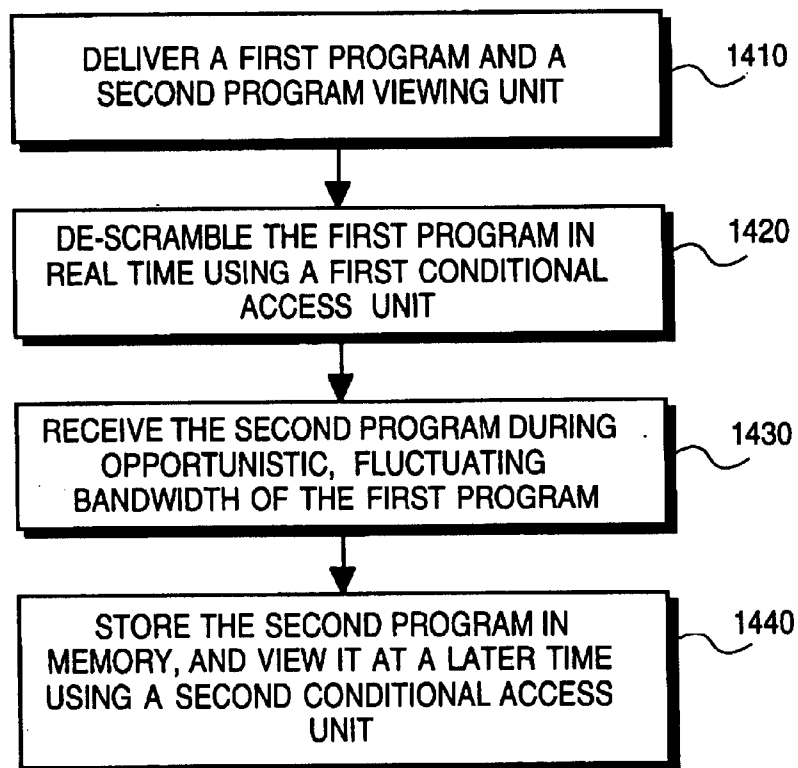 DELIVER A FIRST PROGRAM AND A
SECOND PROGRAM VIEWING UNIT
1410
DE-SCRAMBLE THE FIRST PROGRAM IN
REAL TIME USING A FIRST CONDITIONAL
ACCESS UNIT
1420
RECEIVE THE SECOND PROGRAM DURING
OPPORTUNISTIC, FLUCTUATING
BANDWIDTH OF THE FIRST PROGRAM
1430
STORE THE SECOND PROGRAM IN
MEMORY, AND VIEW IT AT A LATER TIME
USING A SECOND CONDITIONAL ACCESS
UNIT
1440